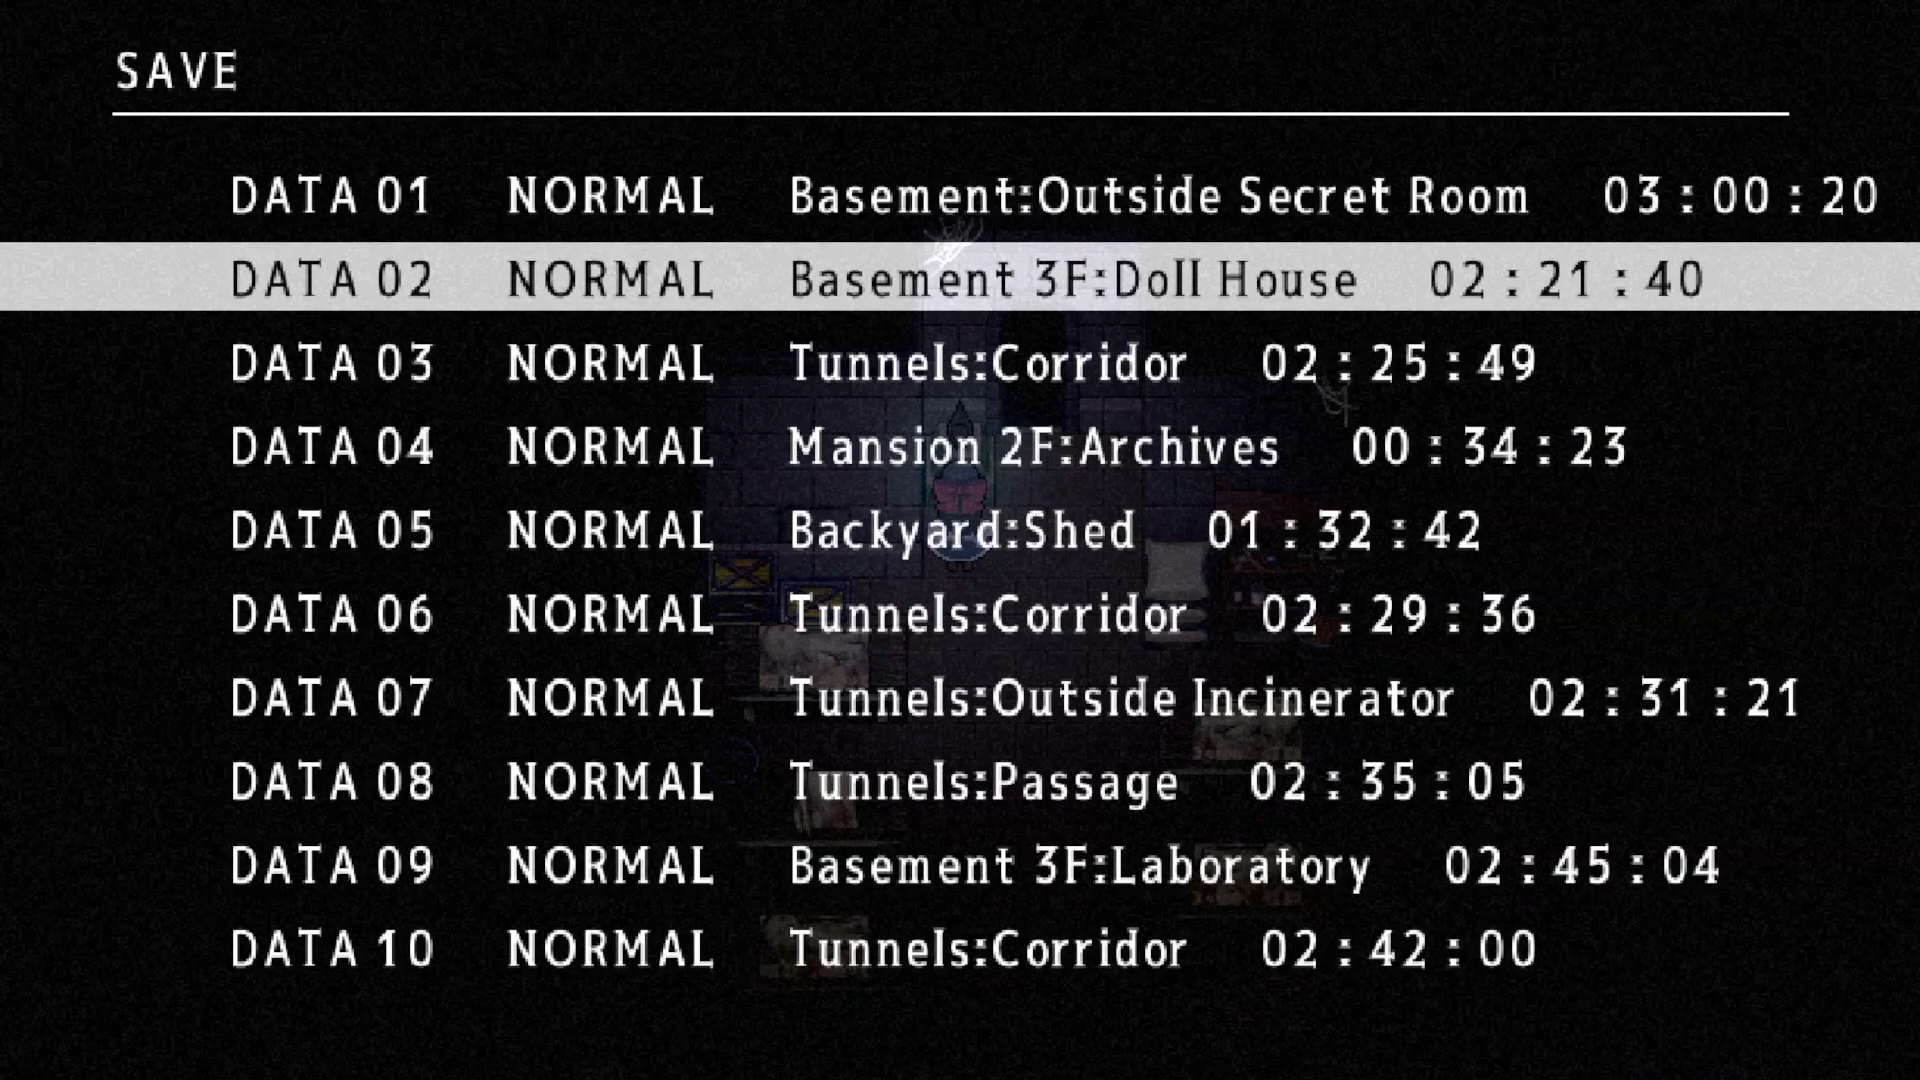 SAVE
DATA 01 NORMAL Basement:Outside Secret Room 03:00:20
DATA 02 NORMAL Basement 3F:Doll House 02:21:40
DATA 03 NORMAL Tunnels:Corridor 02:25:49
DATA 04 NORMAL Mansion 2F:Archives 00:34:23
DATA 05 NORMAL Backyard:Shed 01:32:42
DATA 06 NORMAL Tunnels:Corridor 02:29:36
DATA 07 NORMAL Tunnels:Outside Incinerator 02:31:21
DATA 08 NORMAL Tunnels:Passage 02:35:05
DATA 09 NORMAL Basement 3F:Laboratory 02:45:04
DATA 10 NORMAL Tunnels:Corridor 02:42:00